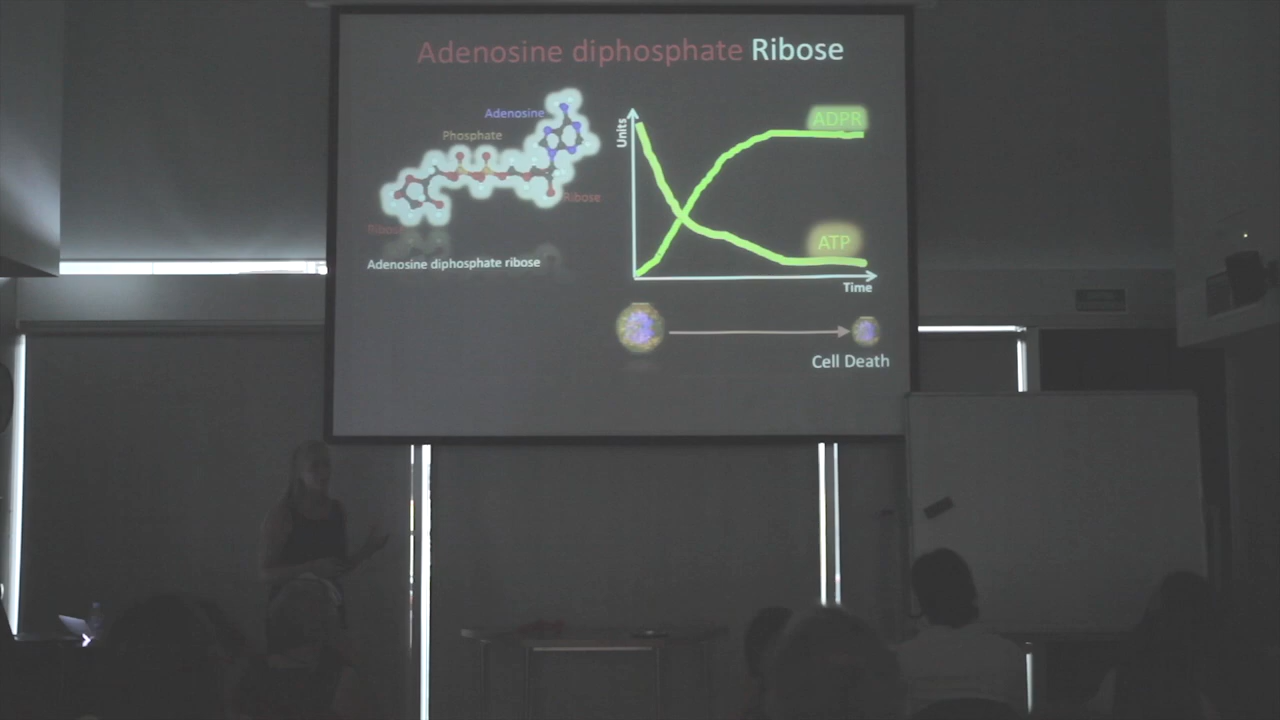 Adenosine diphosphate Ribose
Adenosine
Phosphate
Ribose
Adenosine diphosphate ribose
Units
ADPR
ATP
Time
Cell Death